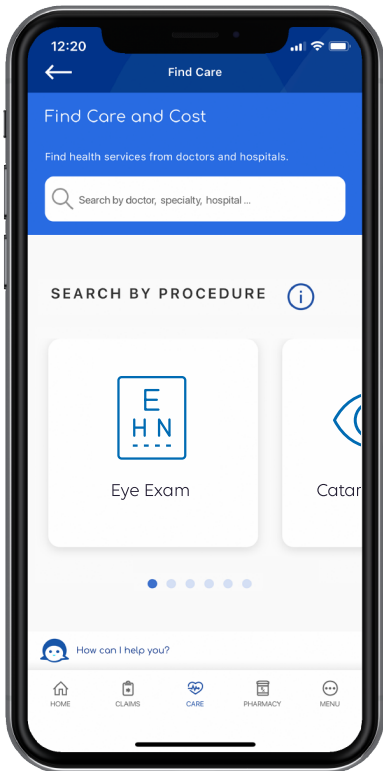 12:20
Find Care
Find Care and Cost
Find health services from doctors and hospitals.
Search by doctor, specialty, hospital ...
SEARCH BY PROCEDURE
i
E
H N
Eye Exam
Catar
How can I help you?
HOME CLAIMS CARE PHARMACY MENU